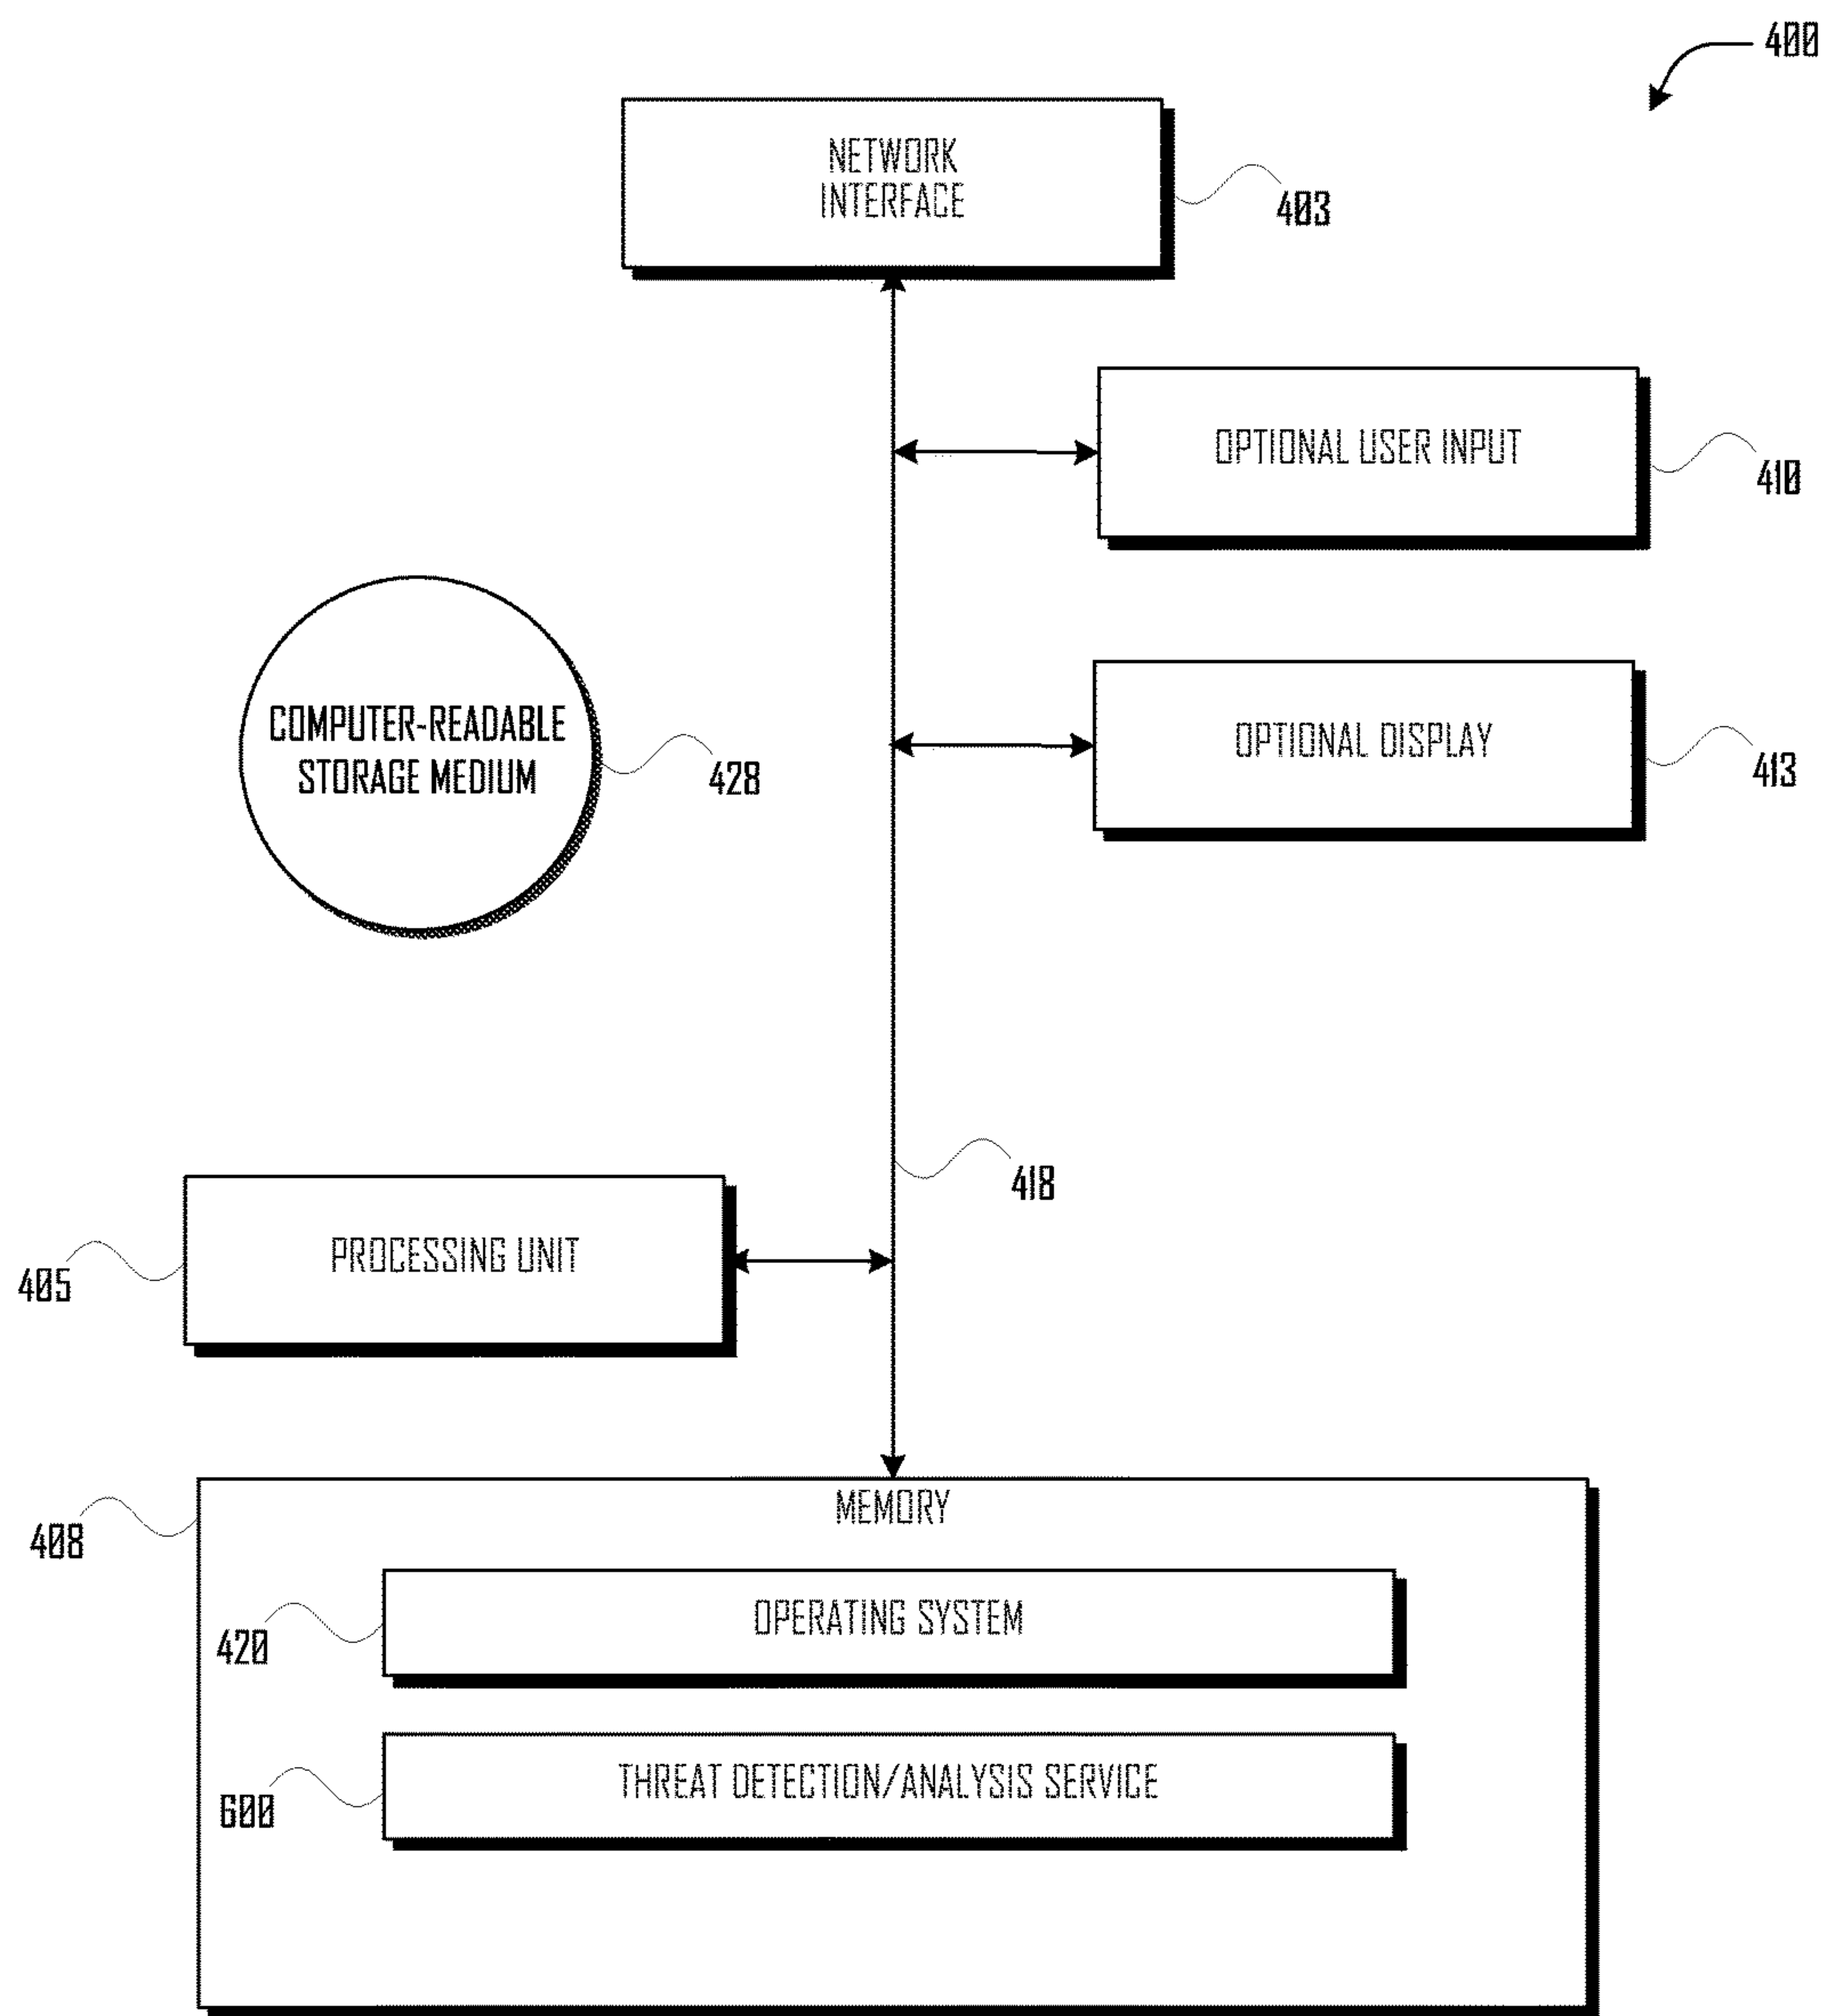 400
NETWORK
INTERFACE
403
OPTIONAL USER INPUT
410
COMPUTER-READABLE
STORAGE MEDIUM
428
OPTIONAL DISPLAY
413
418
PROCESSING UNIT
405
MEMORY
408
OPERATING SYSTEM
420
THREAT DETECTION/ANALYSIS SERVICE
600